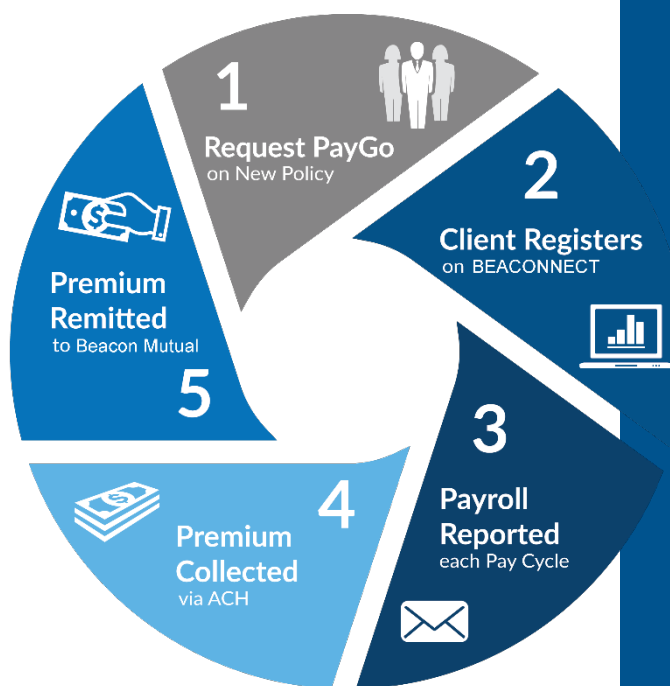 1
Request PayGo
on New Policy
2
Client Registers
on BEACONNECT
3
Payroll
Reported
each Pay Cycle
4
Premium
Collected
via ACH
Premium
Remitted
to Beacon Mutual
5